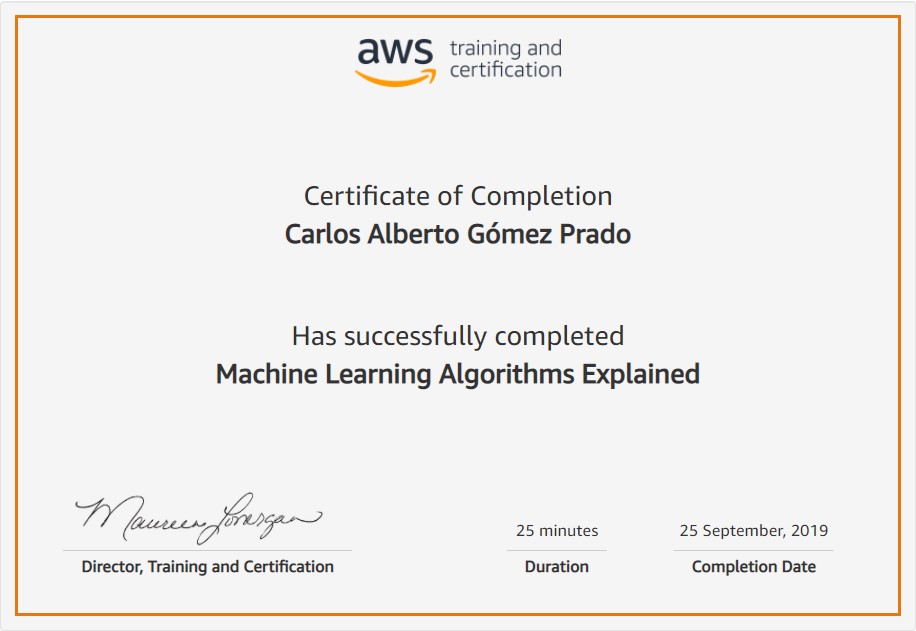 aws training and
certification
Certificate of Completion
Carlos Alberto Gómez Prado
Has successfully completed
Machine Learning Algorithms Explained
Maureen Lonergan
Director, Training and Certification
25 minutes
Duration
25 September, 2019
Completion Date